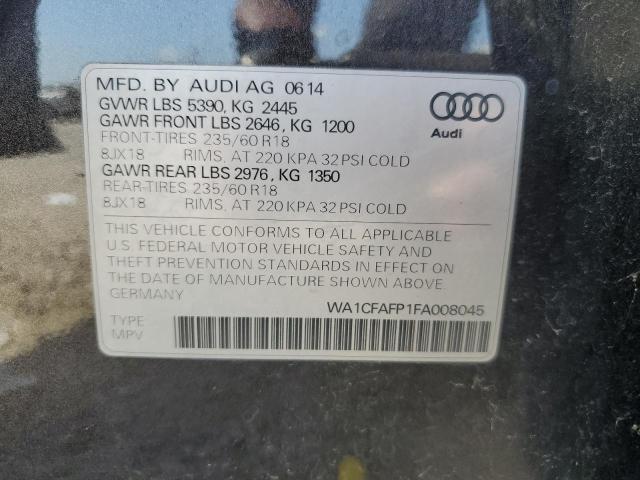 MFD. BY AUDI AG 0614
GVWR LBS 5390, KG 2445
GAWR FRONT LBS 2646, KG 1200
FRONT-TIRES 235/60 R18
8JX18 RIMS. AT 220 KPA 32 PSI COLD
GAWR REAR LBS 2976, KG 1350
REAR-TIRES 235/60 R18
8JX18 RIMS. AT 220 KPA 32 PSI COLD
Audi
THIS VEHICLE CONFORMS TO ALL APPLICABLE
U.S. FEDERAL MOTOR VEHICLE SAFETY AND
THEFT PREVENTION STANDARDS IN EFFECT ON
THE DATE OF MANUFACTURE SHOWN ABOVE
GERMANY
WA1CFAFP1FA008045
TYPE
MPV